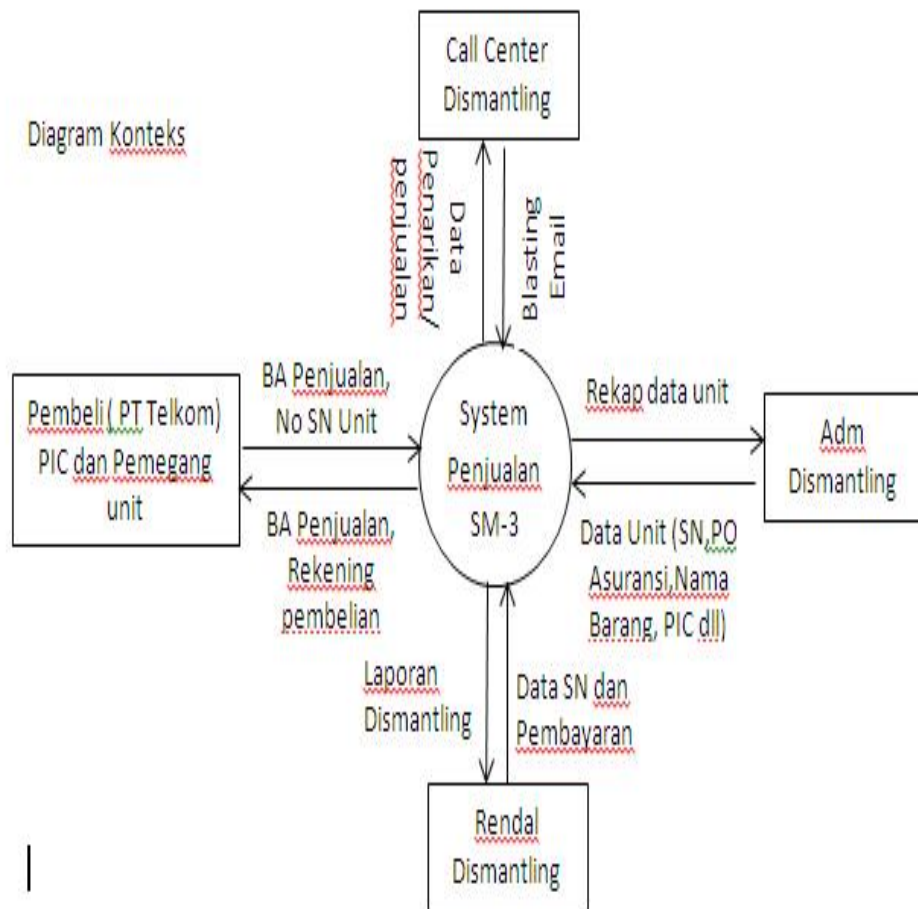 Call Center
Dismantling
Diagram Konteks
Data
Penarikan/
penjualan
Blasting
Email
BA Penjualan,
No SN Unit
Pembeli ( PT Telkom)
PIC dan Pemegang
unit
BA Penjualan,
Rekening
pembelian
System
Penjualan
SM-3
Rekap data unit
Adm
Dismantling
Data Unit (SN,PO
Asuransi,Nama
Barang, PIC dll)
Laporan
Dismantling
Data SN dan
Pembayaran
Rendal
Dismantling